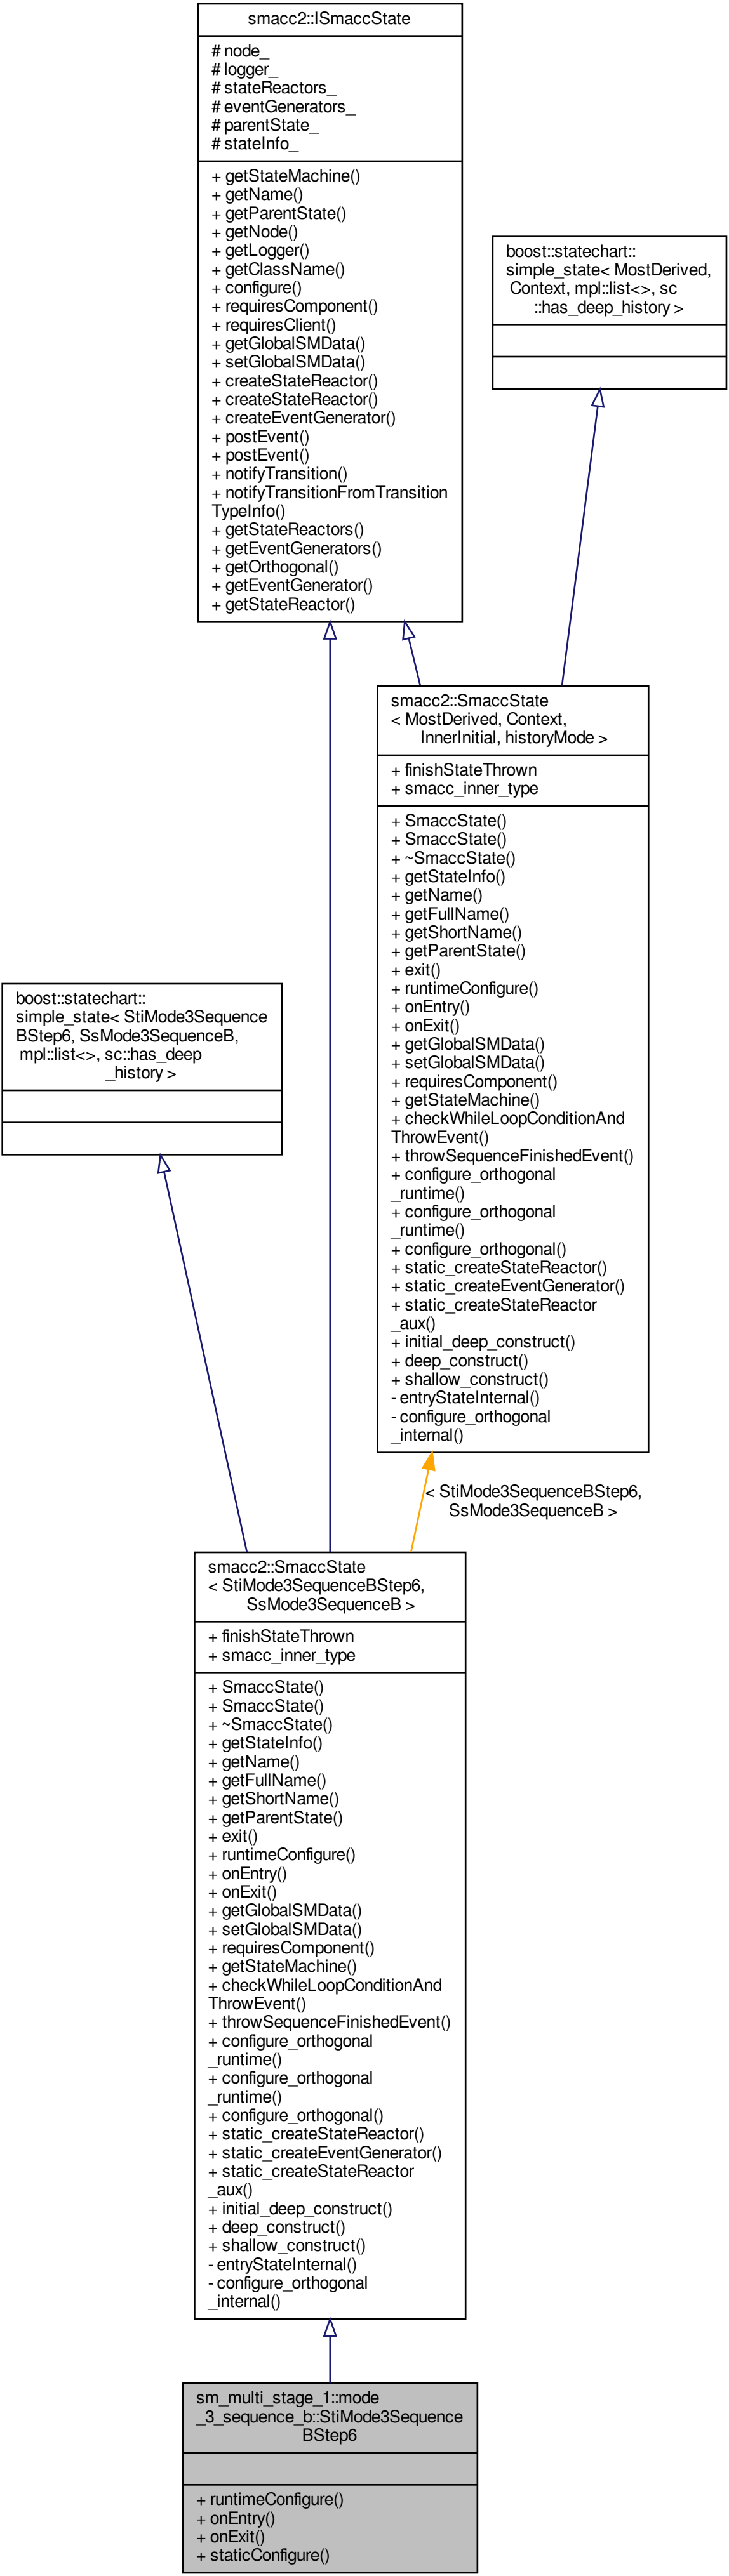 smacc2::ISmaccState
# node_
# logger_
# stateReactors_
# eventGenerators_
# parentState_
# stateInfo_
+ getStateMachine()
+ getName()
+ getParentState()
+ getNode()
+ getLogger()
+ getClassName()
+ configure()
+ requiresComponent()
+ requiresClient()
+ getGlobalSMData()
+ setGlobalSMData()
+ createStateReactor()
+ createStateReactor()
+ createEventGenerator()
+ postEvent()
+ postEvent()
+ notifyTransition()
+ notifyTransitionFromTransition
TypeInfo()
+ getStateReactors()
+ getEventGenerators()
+ getOrthogonal()
+ getEventGenerator()
+ getStateReactor()
boost::statechart::
simple_state< MostDerived,
Context, mpl::list<>, sc
::has_deep_history >
smacc2::SmaccState
< MostDerived, Context,
InnerInitial, historyMode >
+ finishStateThrown
+ smacc_inner_type
+ SmaccState()
+ SmaccState()
+ ~SmaccState()
+ getStateInfo()
+ getName()
+ getFullName()
+ getShortName()
+ getParentState()
+ exit()
+ runtimeConfigure()
+ onEntry()
+ onExit()
+ getGlobalSMData()
+ setGlobalSMData()
+ requiresComponent()
+ getStateMachine()
+ checkWhileLoopConditionAnd
ThrowEvent()
+ throwSequenceFinishedEvent()
+ configure_orthogonal
_runtime()
+ configure_orthogonal
_runtime()
+ configure_orthogonal()
+ static_createStateReactor()
+ static_createEventGenerator()
+ static_createStateReactor
_aux()
+ initial_deep_construct()
+ deep_construct()
+ shallow_construct()
- entryStateInternal()
- configure_orthogonal
_internal()
boost::statechart::
simple_state< StiMode3Sequence
BStep6, SsMode3SequenceB,
mpl::list<>, sc::has_deep
_history >
< StiMode3SequenceBStep6,
SsMode3SequenceB >
smacc2::SmaccState
< StiMode3SequenceBStep6,
SsMode3SequenceB >
+ finishStateThrown
+ smacc_inner_type
+ SmaccState()
+ SmaccState()
+ ~SmaccState()
+ getStateInfo()
+ getName()
+ getFullName()
+ getShortName()
+ getParentState()
+ exit()
+ runtimeConfigure()
+ onEntry()
+ onExit()
+ getGlobalSMData()
+ setGlobalSMData()
+ requiresComponent()
+ getStateMachine()
+ checkWhileLoopConditionAnd
ThrowEvent()
+ throwSequenceFinishedEvent()
+ configure_orthogonal
_runtime()
+ configure_orthogonal
_runtime()
+ configure_orthogonal()
+ static_createStateReactor()
+ static_createEventGenerator()
+ static_createStateReactor
_aux()
+ initial_deep_construct()
+ deep_construct()
+ shallow_construct()
- entryStateInternal()
- configure_orthogonal
_internal()
sm_multi_stage_1::mode
_3_sequence_b::StiMode3Sequence
BStep6
+ runtimeConfigure()
+ onEntry()
+ onExit()
+ staticConfigure()